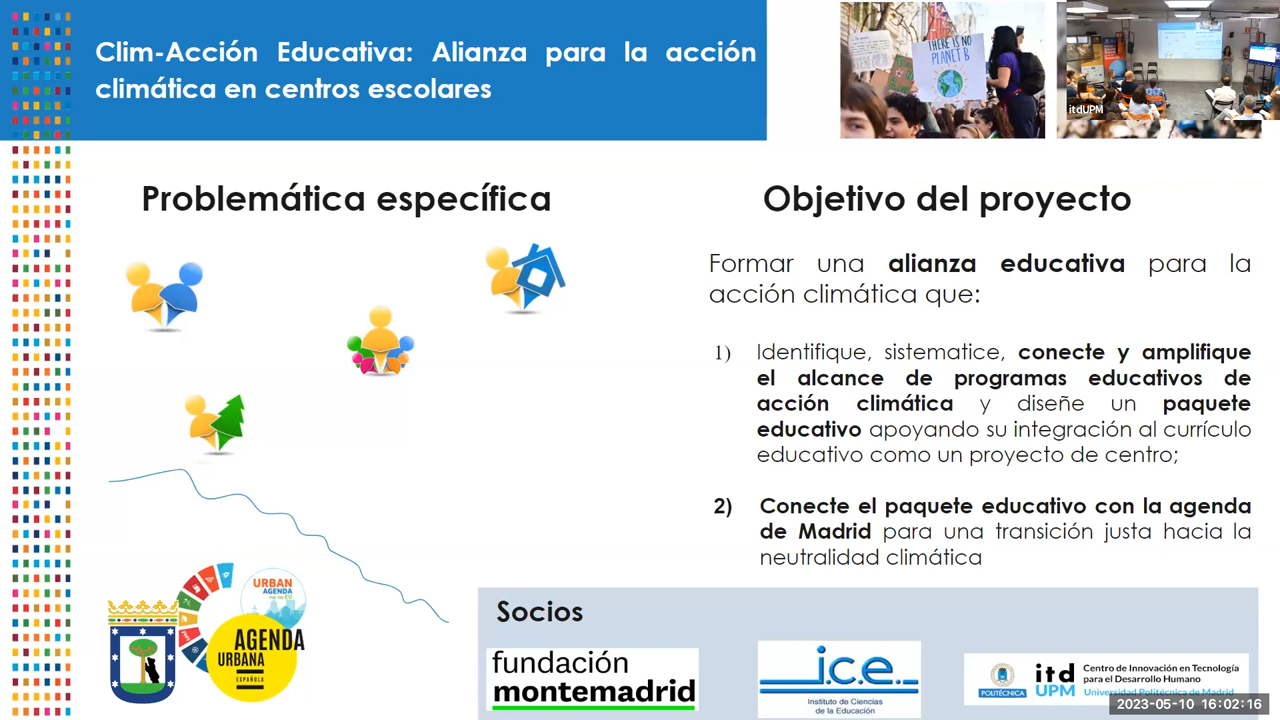 Clim-Acción Educativa: Alianza para la acción
climática en centros escolares
THERE IS NO
PLANET B
itdUPM
Problemática específica
Objetivo del proyecto
Formar una alianza educativa para la
acción climática que:
1) Identifique, sistematice, conecte y amplifique
el alcance de programas educativos de
acción climática y diseñe un paquete
educativo apoyando su integración al currículo
educativo como un proyecto de centro;
2) Conecte el paquete educativo con la agenda
de Madrid para una transición justa hacia la
neutralidad climática
URBAN
AGENDA
FOR THE EU
AGENDA
URBANA
ESPAÑOLA
Socios
fundación
montemadrid
i.c.e.
Instituto de Ciencias
de la Educación
POLITÉCNICA
itd
UPM
Centro de Innovación en Tecnología
para el Desarrollo Humano
Universidad Politécnica de Madrid
2023-05-10 16:02:16